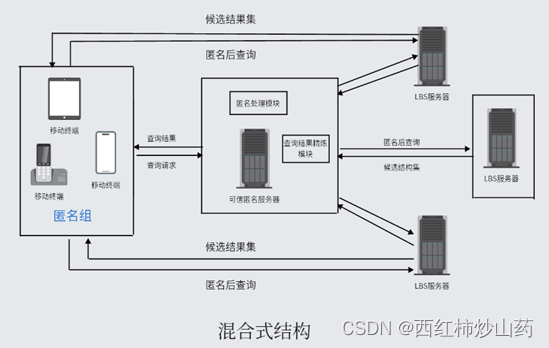 候选结果集
匿名后查询
LBS服务器
移动终端
移动终端
移动终端
匿名组
查询结果
查询请求
匿名处理模块
查询结果精炼
模块
可信匿名服务器
匿名后查询
候选结构集
LBS服务器
候选结果集
匿名后查询
LBS服务器
混合式结构
CSDN @西红柿炒山药